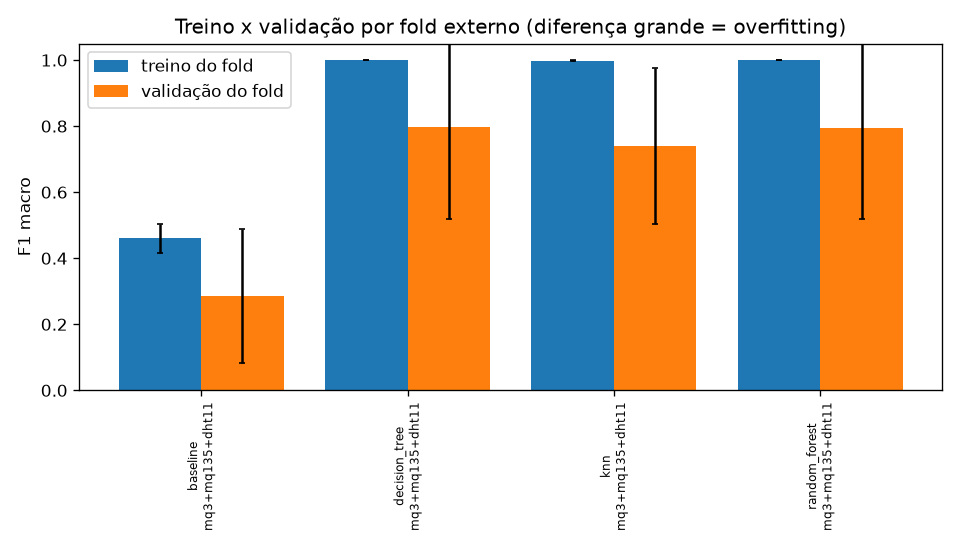 Treino x validação por fold externo (diferença grande = overfitting)
treino do fold
validação do fold
F1 macro
1.0
0.8
0.6
0.4
0.2
0.0
baseline
mq3+mq135+dht11
decision_tree
mq3+mq135+dht11
knn
mq3+mq135+dht11
random_forest
mq3+mq135+dht11